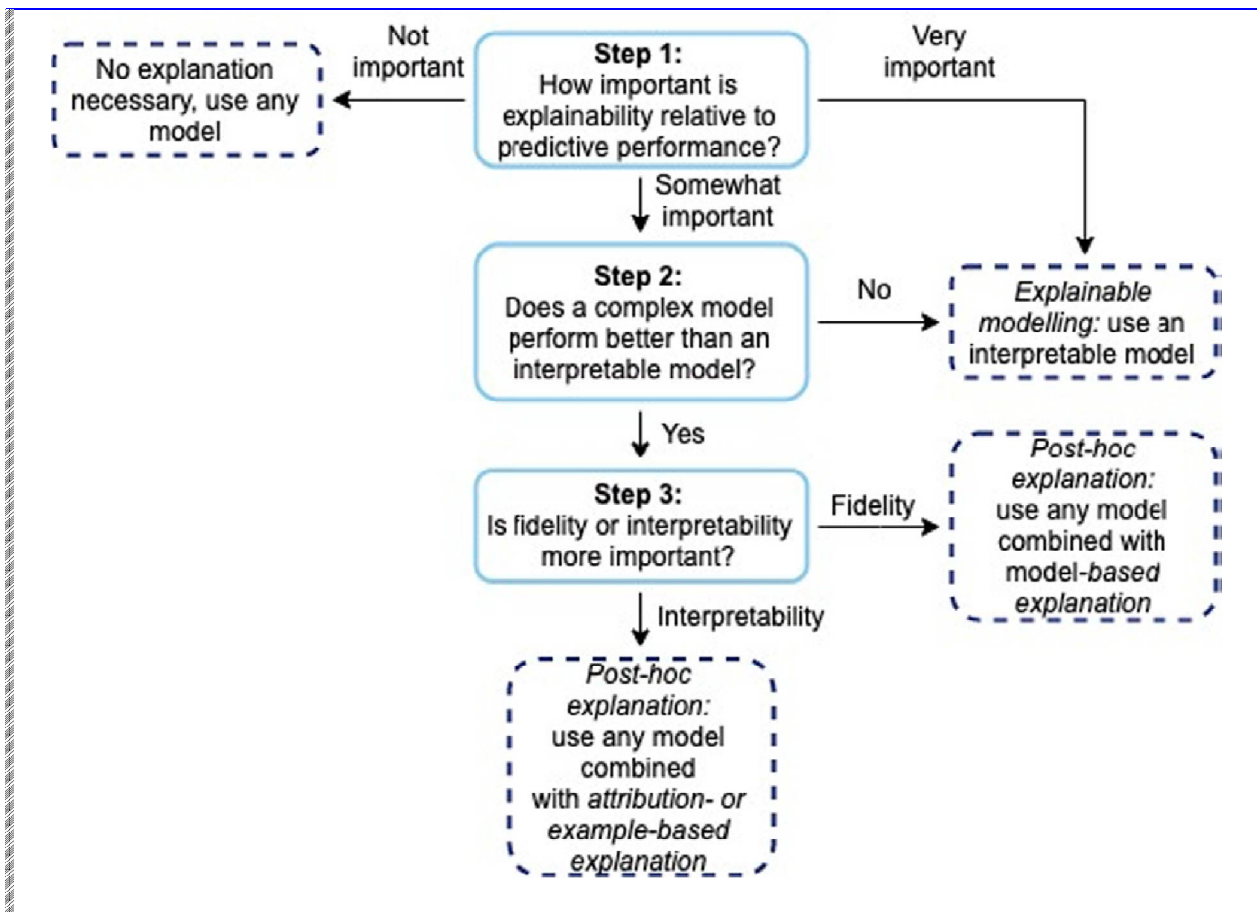 Not
important
No explanation
necessary, use any
model
Step 1:
How important is
explainability relative to
predictive performance?
Very
important
Somewhat
important
Step 2:
Does a complex model
perform better than an
interpretable model?
No
Explainable
modelling: use an
interpretable model
Yes
Step 3:
Is fidelity or interpretability
more important?
Fidelity
Post-hoc
explanation:
use any model
combined with
model-based
explanation
Interpretability
Post-hoc
explanation:
use any model
combined
with attribution- or
example-based
explanation